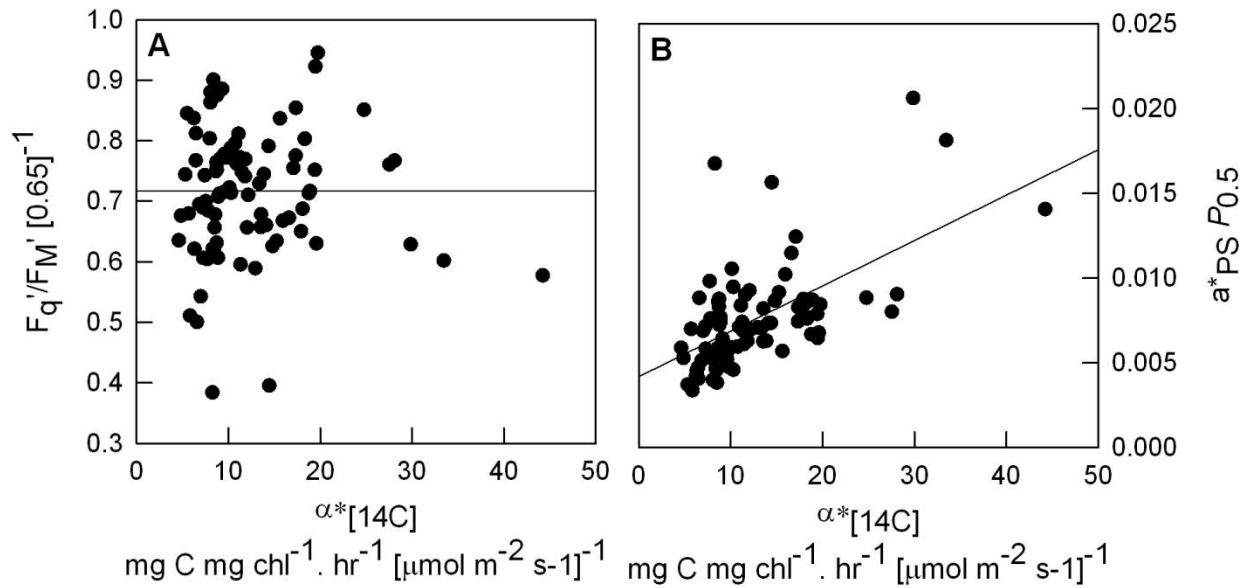 A
1.0
0.9
0.8
0.7
0.6
0.5
0.4
0.3
Fq'/FM' [0.65]-1
0 10 20 30 40 50
α*[14C]
mg C mg chl-1. hr-1 [μmol m-2 s-1]-1
B
0.025
0.020
0.015
0.010
0.005
0.000
a*PS P0.5
0 10 20 30 40 50
α*[14C]
mg C mg chl-1. hr-1 [μmol m-2 s-1]-1